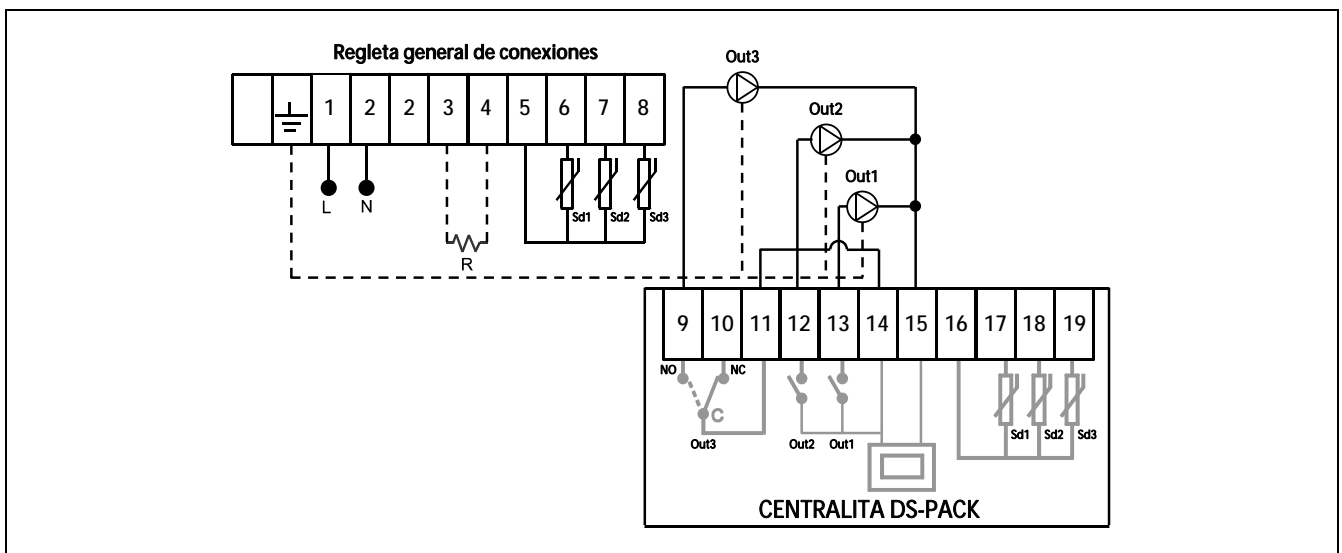 Regleta general de conexiones
Out3
1 2 2 3 4 5 6 7 8
Out2
Out1
L N
Sd1 Sd2 Sd3
R
9 10 11 12 13 14 15 16 17 18 19
NO NC
C
Sd1 Sd2 Sd3
Out3 Out2 Out1
CENTRALITA DS-PACK